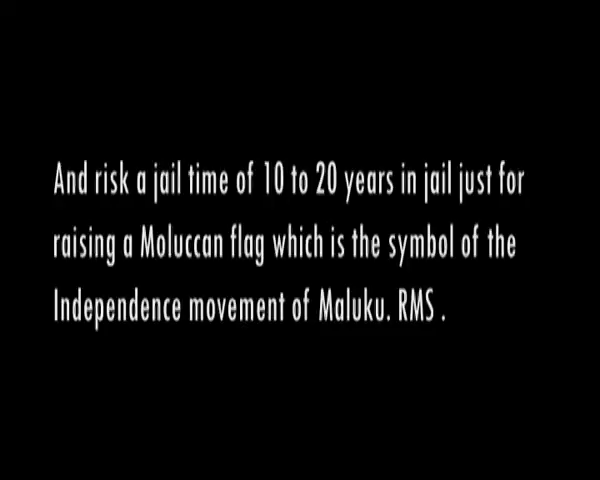 And risk a jail time of 10 to 20 years in jail just for
raising a Moluccan flag which is the symbol of the
Independence movement of Maluku. RMS .